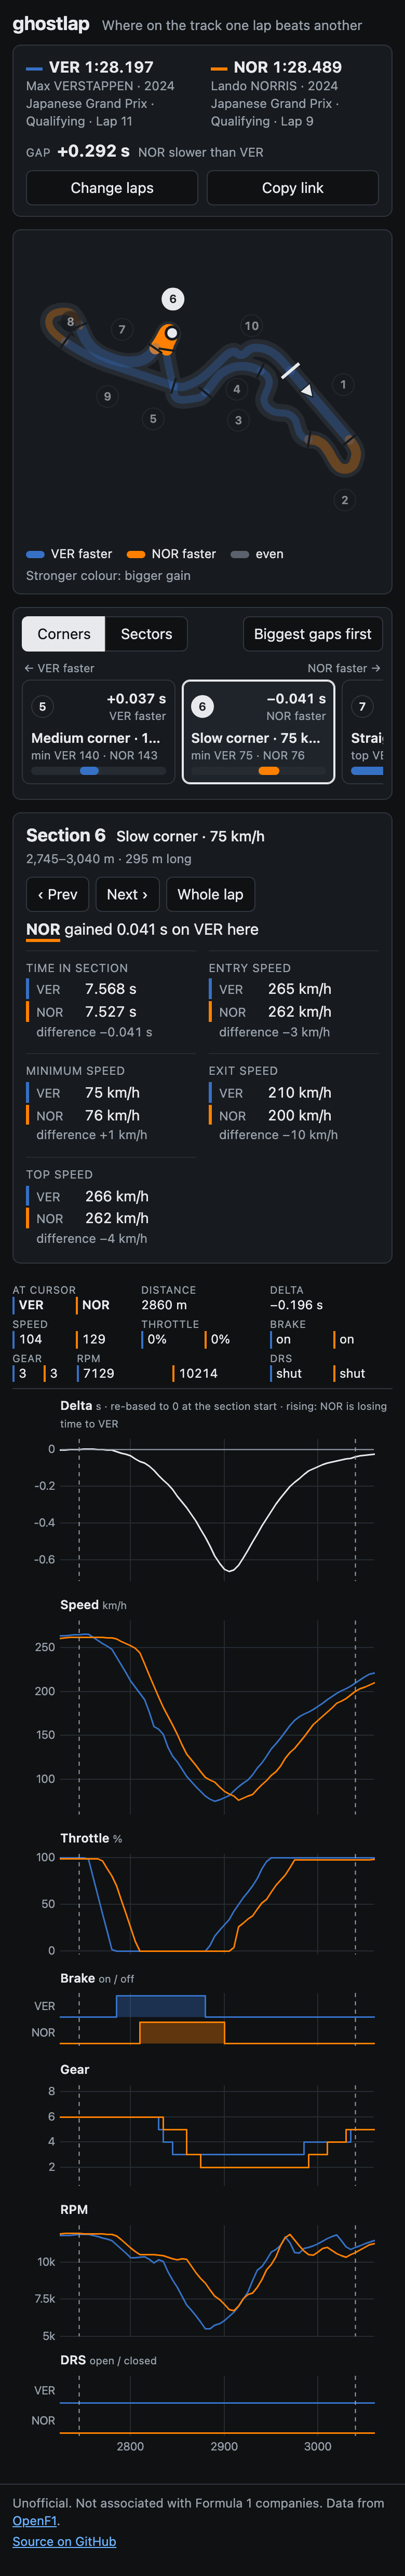 ghostlap Where on the track one lap beats another
VER 1:28.197
Max VERSTAPPEN · 2024
Japanese Grand Prix ·
Qualifying · Lap 11
NOR 1:28.489
Lando NORRIS · 2024
Japanese Grand Prix ·
Qualifying · Lap 9
GAP +0.292 s NOR slower than VER
Change laps
Copy link
6
8
7
10
1
9
4
5
3
2
VER faster NOR faster even
Stronger colour: bigger gain
Corners Sectors
Biggest gaps first
← VER faster
NOR faster →
5
+0.037 s
VER faster
Medium corner · 1...
min VER 140 · NOR 143
6
−0.041 s
NOR faster
Slow corner · 75 k...
min VER 75 · NOR 76
7
Straig
top VE
Section 6 Slow corner · 75 km/h
2,745–3,040 m · 295 m long
‹ Prev
Next ›
Whole lap
NOR gained 0.041 s on VER here
TIME IN SECTION
VER 7.568 s
NOR 7.527 s
difference −0.041 s
ENTRY SPEED
VER 265 km/h
NOR 262 km/h
difference −3 km/h
MINIMUM SPEED
VER 75 km/h
NOR 76 km/h
difference +1 km/h
EXIT SPEED
VER 210 km/h
NOR 200 km/h
difference −10 km/h
TOP SPEED
VER 266 km/h
NOR 262 km/h
difference −4 km/h
AT CURSOR
VER NOR
DISTANCE
2860 m
DELTA
−0.196 s
SPEED
104 129
THROTTLE
0% 0%
BRAKE
on on
GEAR
3 3
RPM
7129 10214
DRS
shut shut
Delta s · re-based to 0 at the section start · rising: NOR is losing
time to VER
0
-0.2
-0.4
-0.6
Speed km/h
250
200
150
100
Throttle %
100
50
0
Brake on / off
VER
NOR
Gear
8
6
4
2
RPM
10k
7.5k
5k
DRS open / closed
VER
NOR
2800 2900 3000
Unofficial. Not associated with Formula 1 companies. Data from
OpenF1.
Source on GitHub